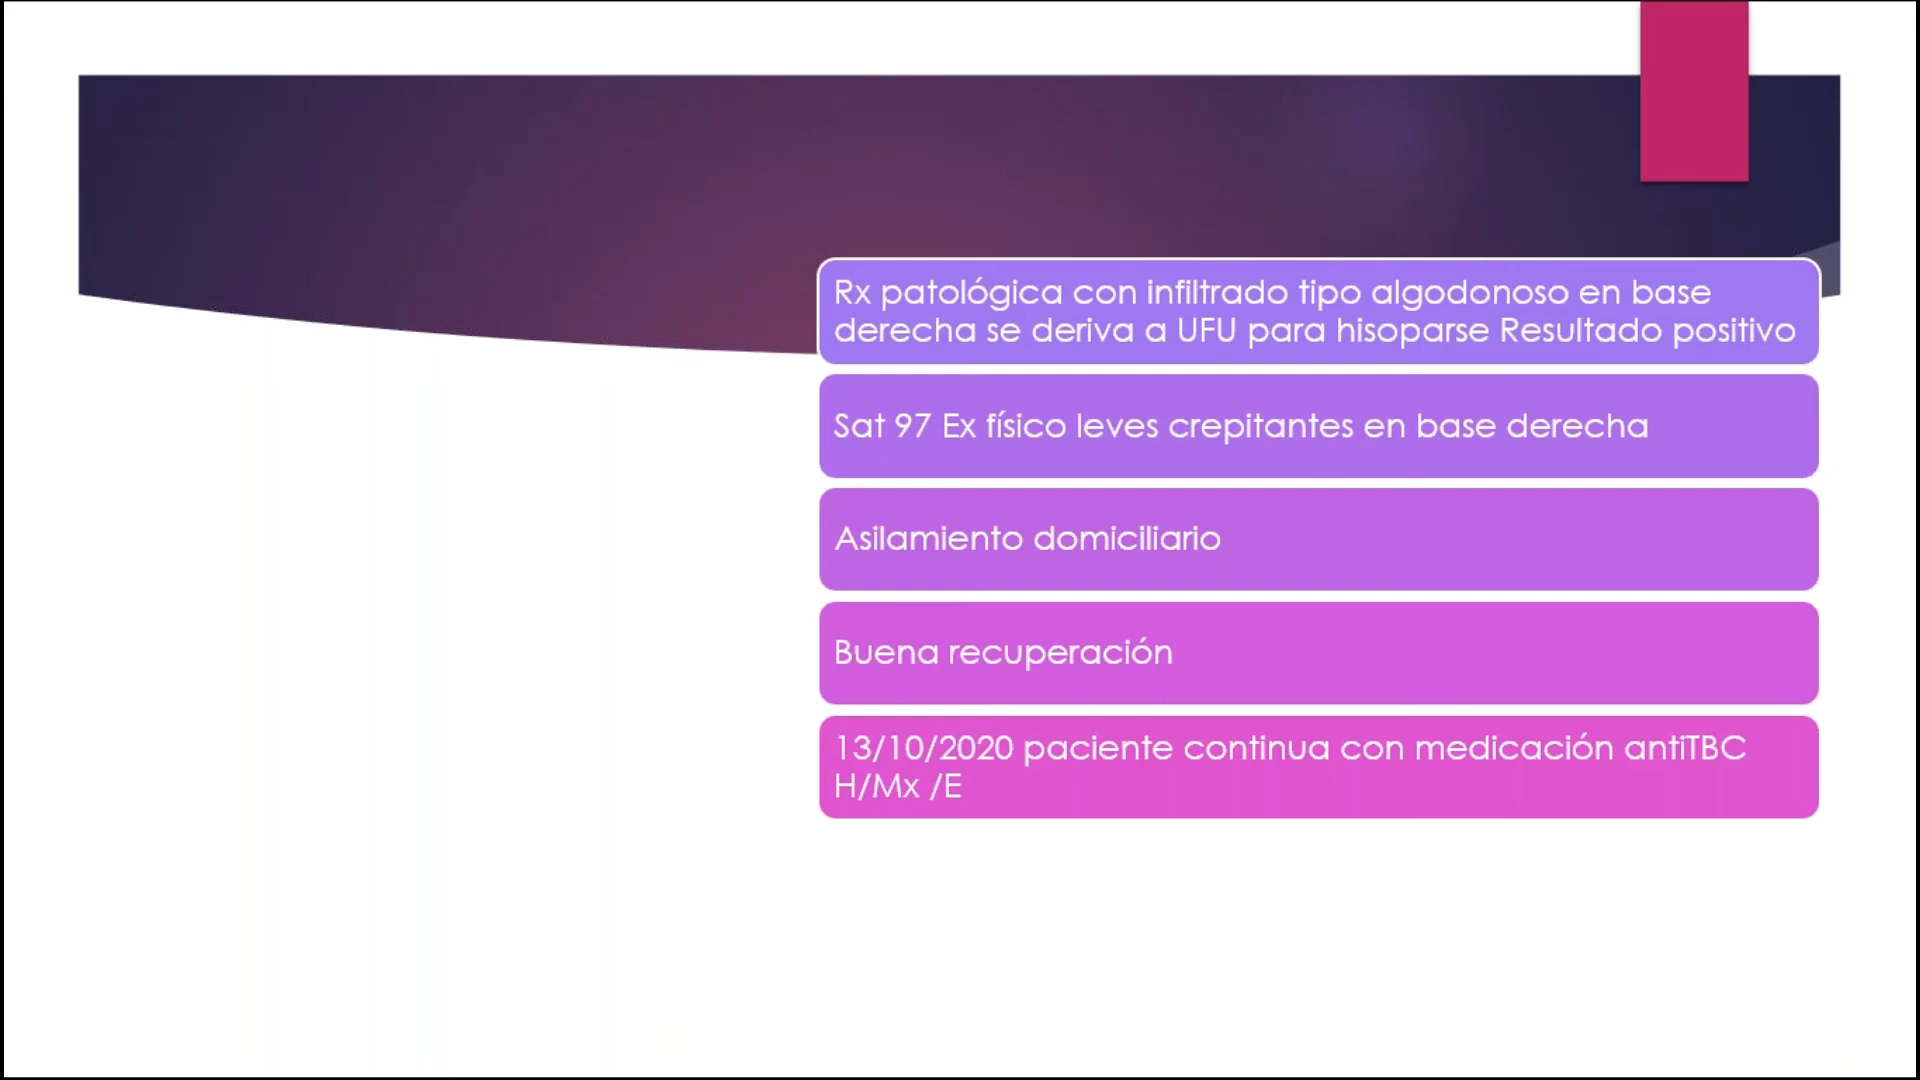 Rx patológica con infiltrado tipo algodonoso en base
derecha se deriva a UFU para hisoparse Resultado positivo
Sat 97 Ex físico leves crepitantes en base derecha
Asilamiento domiciliario
Buena recuperación
13/10/2020 paciente continua con medicación antiTBC
H/Mx /E